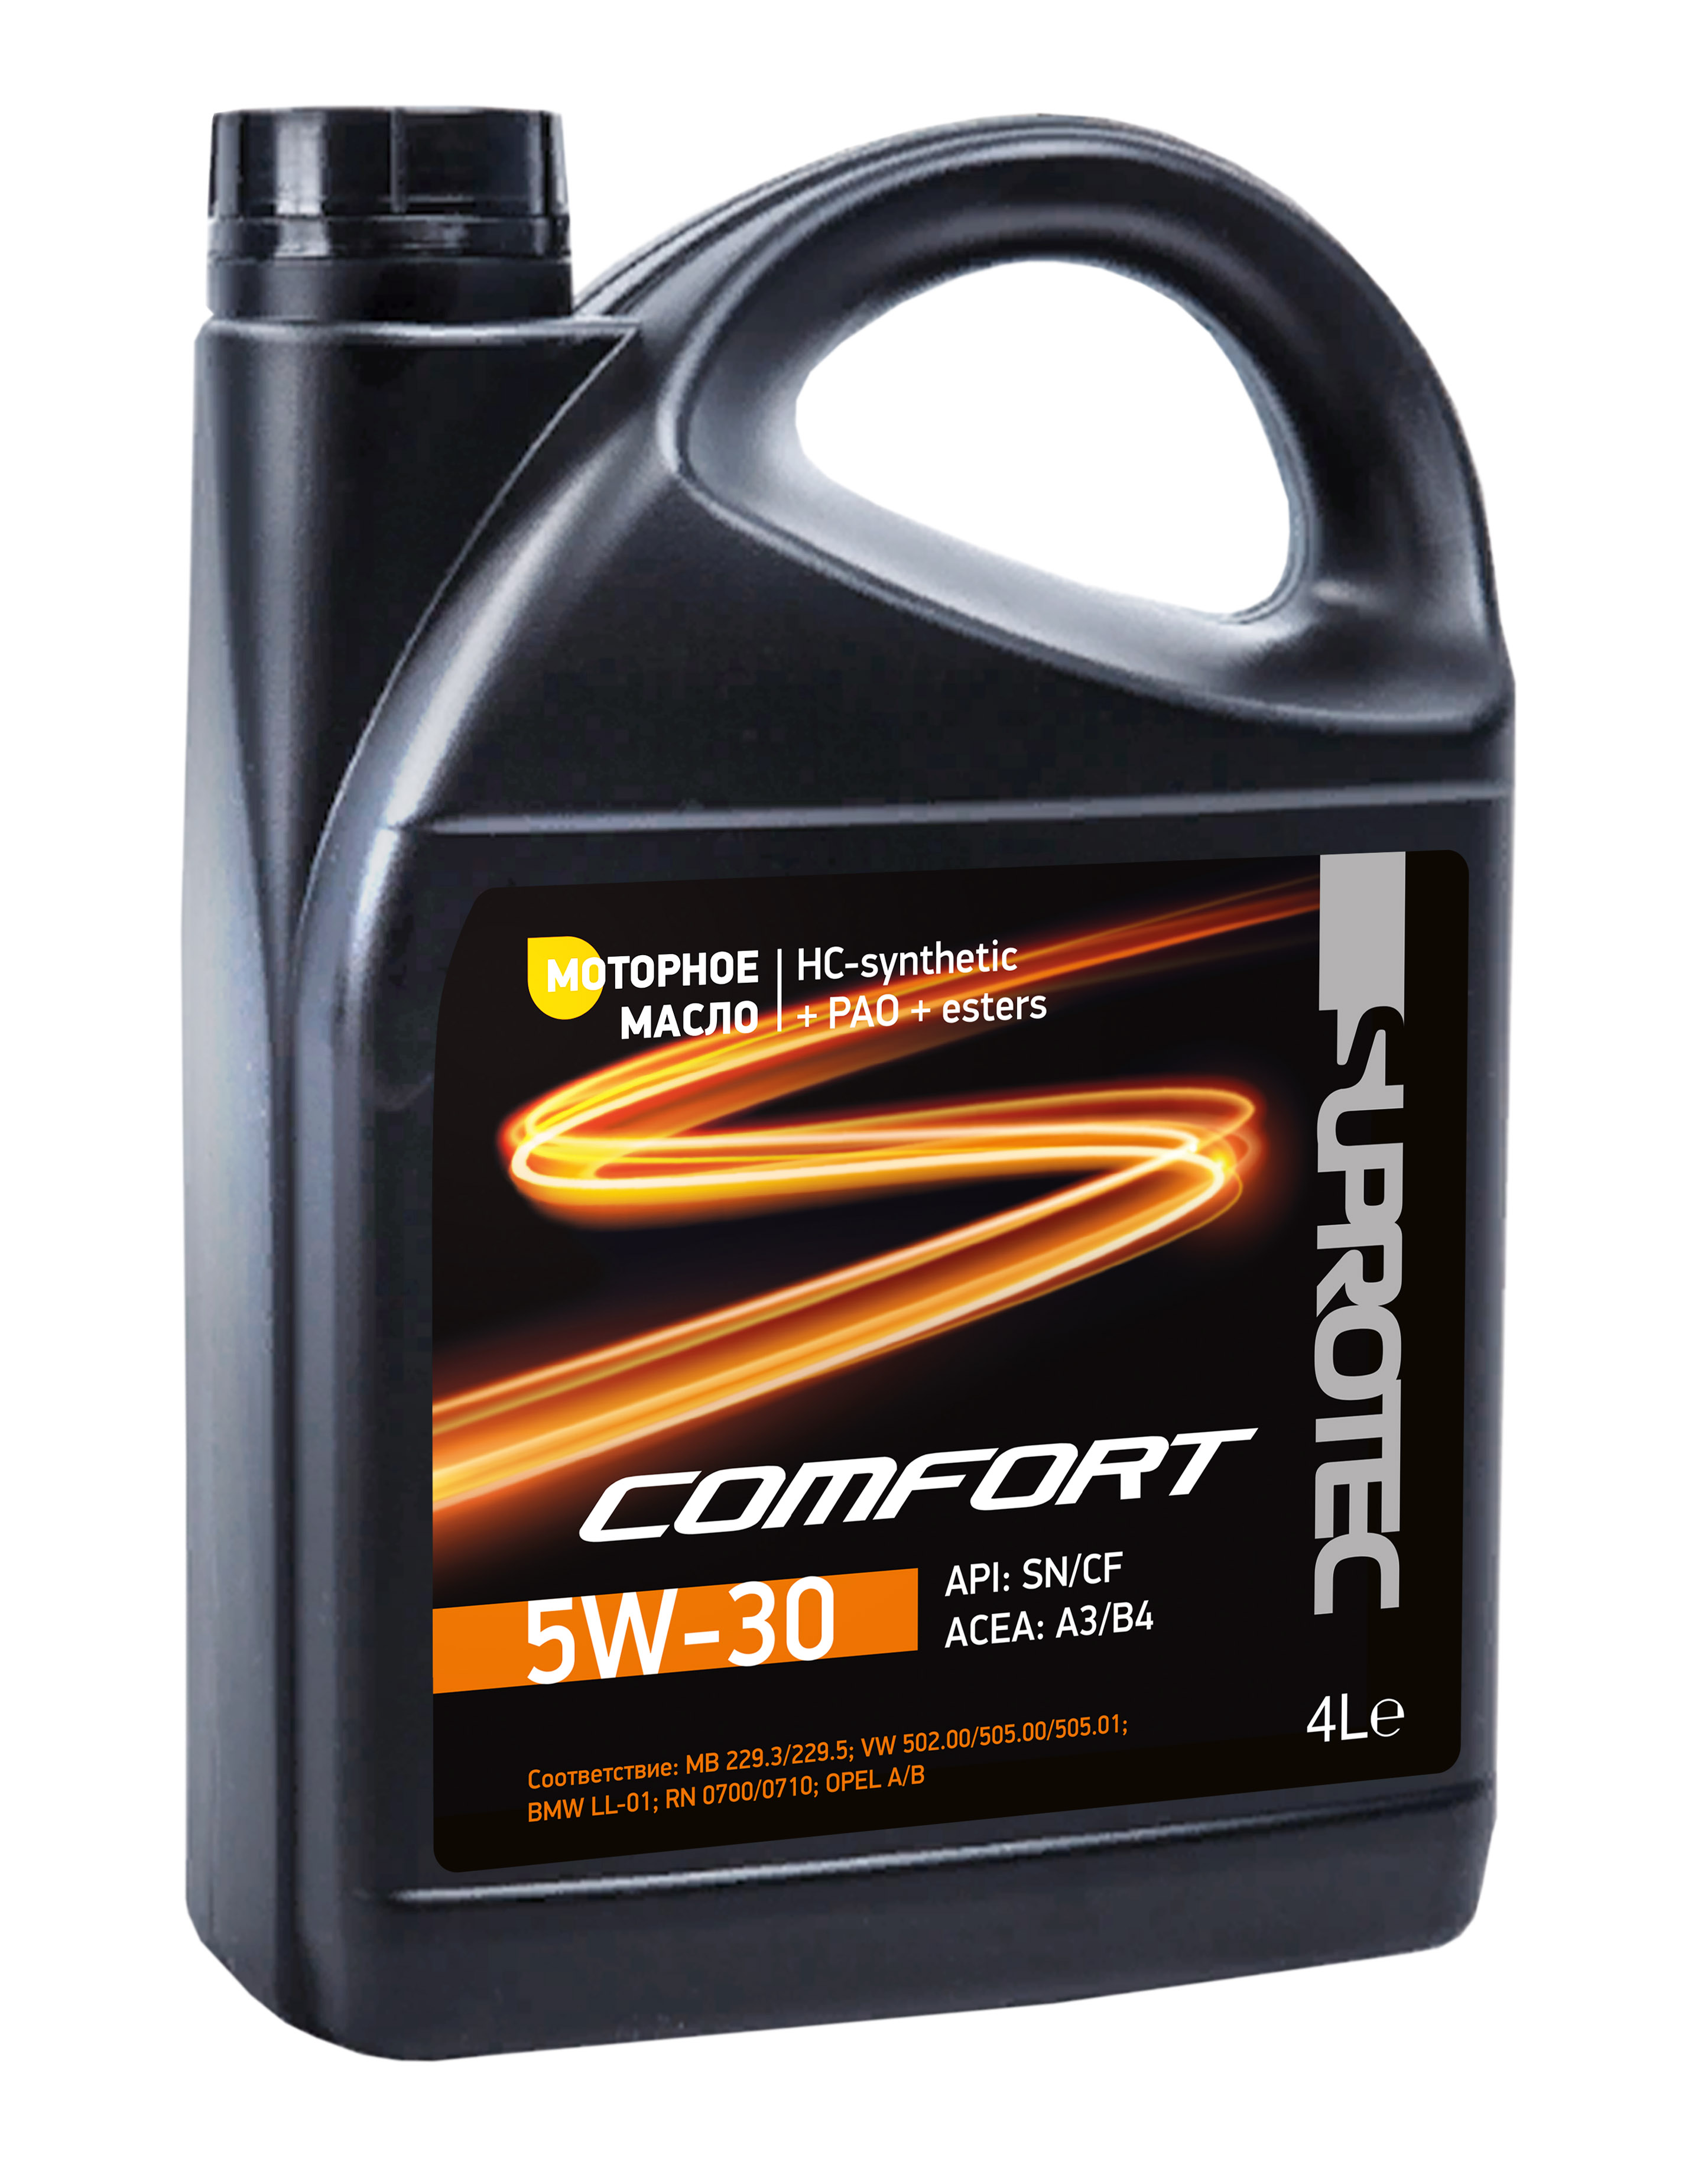 МОТОРНОЕ
МАСЛО
HC-synthetic
+ PAO + esters
SUPROTEC
COMFORT
5W-30
API: SN/CF
ACEA: A3/B4
4Le
Соответствие: MB 229.3/229.5; VW 502.00/505.00/505.01;
BMW LL-01; RN 0700/0710; OPEL A/B